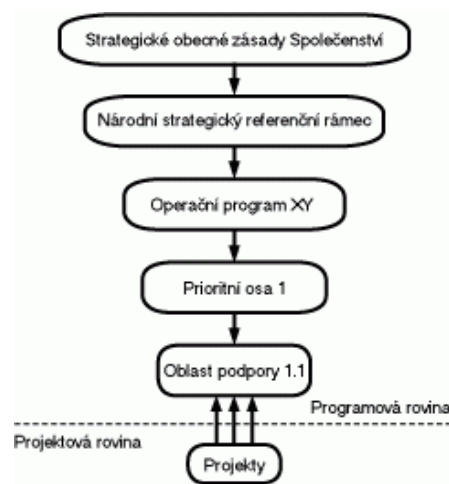 Strategické obecné zásady Společenství
Národní strategický referenční rámec
Operační program XY
Prioritní osa 1
Oblast podpory 1.1
Programová rovina
Projektová rovina
Projekty